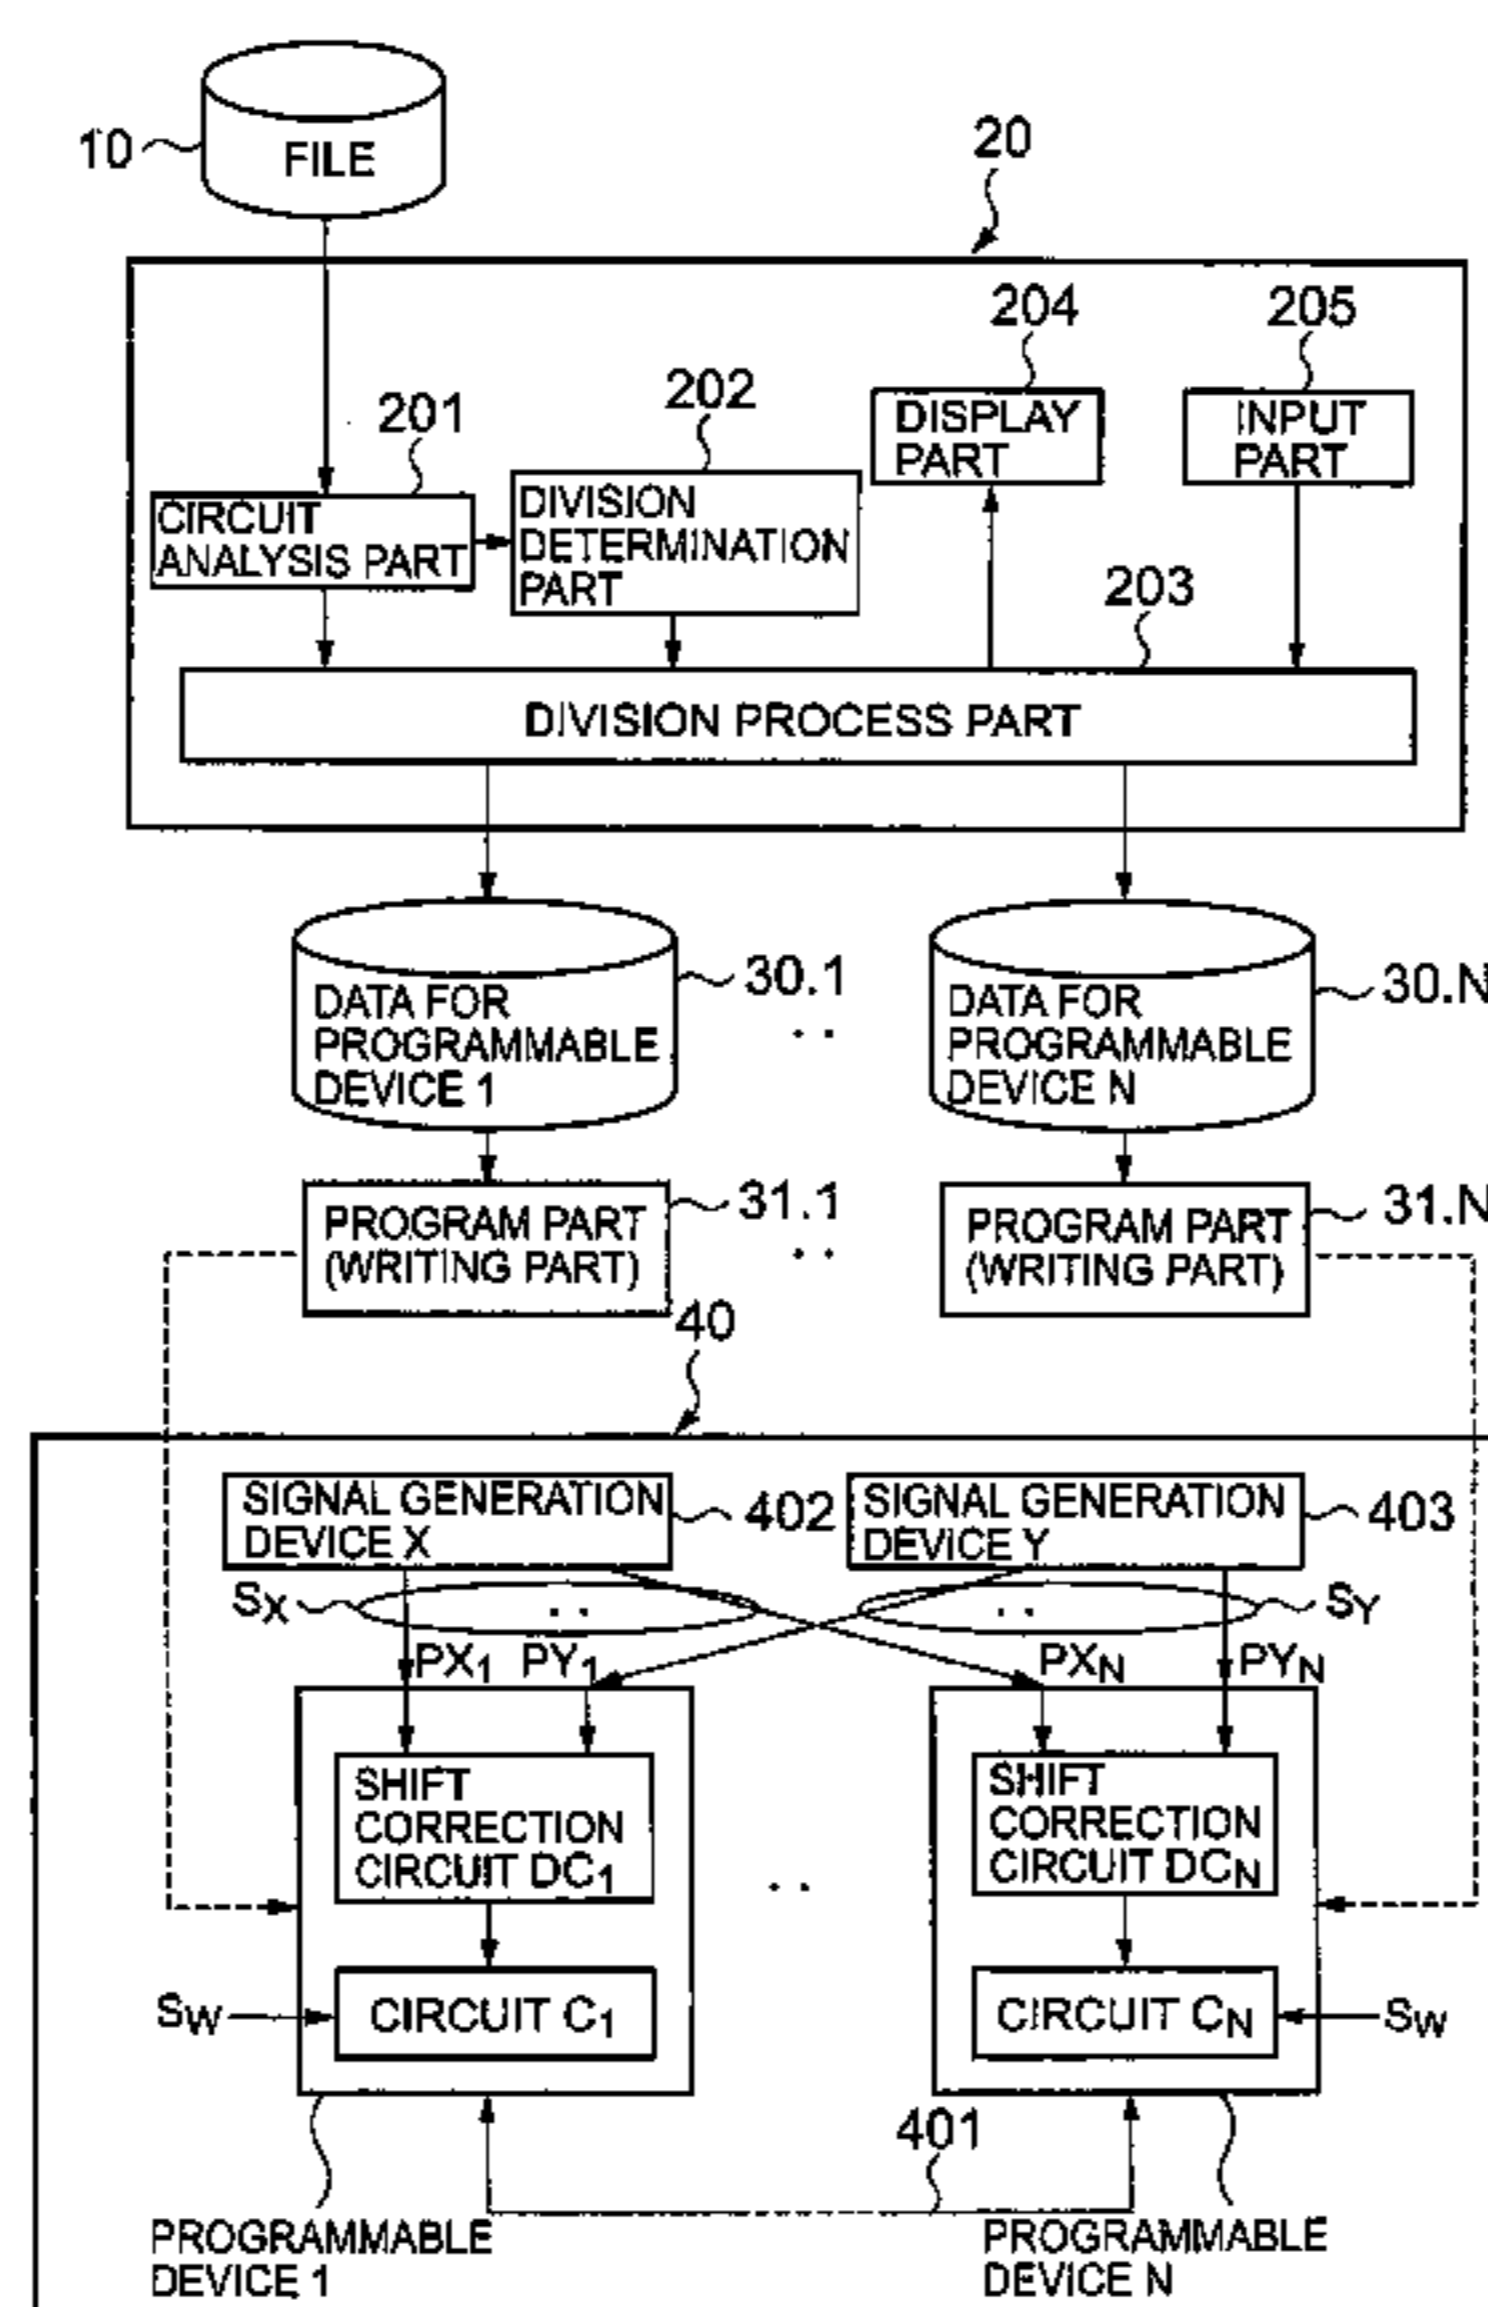 10
FILE
20
204
205
201
202
DISPLAY
PART
INPUT
PART
CIRCUIT
ANALYSIS PART
DIVISION
DETERMINATION
PART
203
DIVISION PROCESS PART
DATA FOR
PROGRAMMABLE
DEVICE 1
30.1
. .
DATA FOR
PROGRAMMABLE
DEVICE N
30.N
PROGRAM PART
(WRITING PART)
31.1
. .
PROGRAM PART
(WRITING PART)
31.N
40
SIGNAL GENERATION
DEVICE X
402
SIGNAL GENERATION
DEVICE Y
403
SX
. .
. .
SY
PX1
PY1
PXN
PYN
SHIFT
CORRECTION
CIRCUIT DC1
. .
SHIFT
CORRECTION
CIRCUIT DCN
SW
CIRCUIT C1
CIRCUIT CN
SW
401
PROGRAMMABLE
DEVICE 1
PROGRAMMABLE
DEVICE N